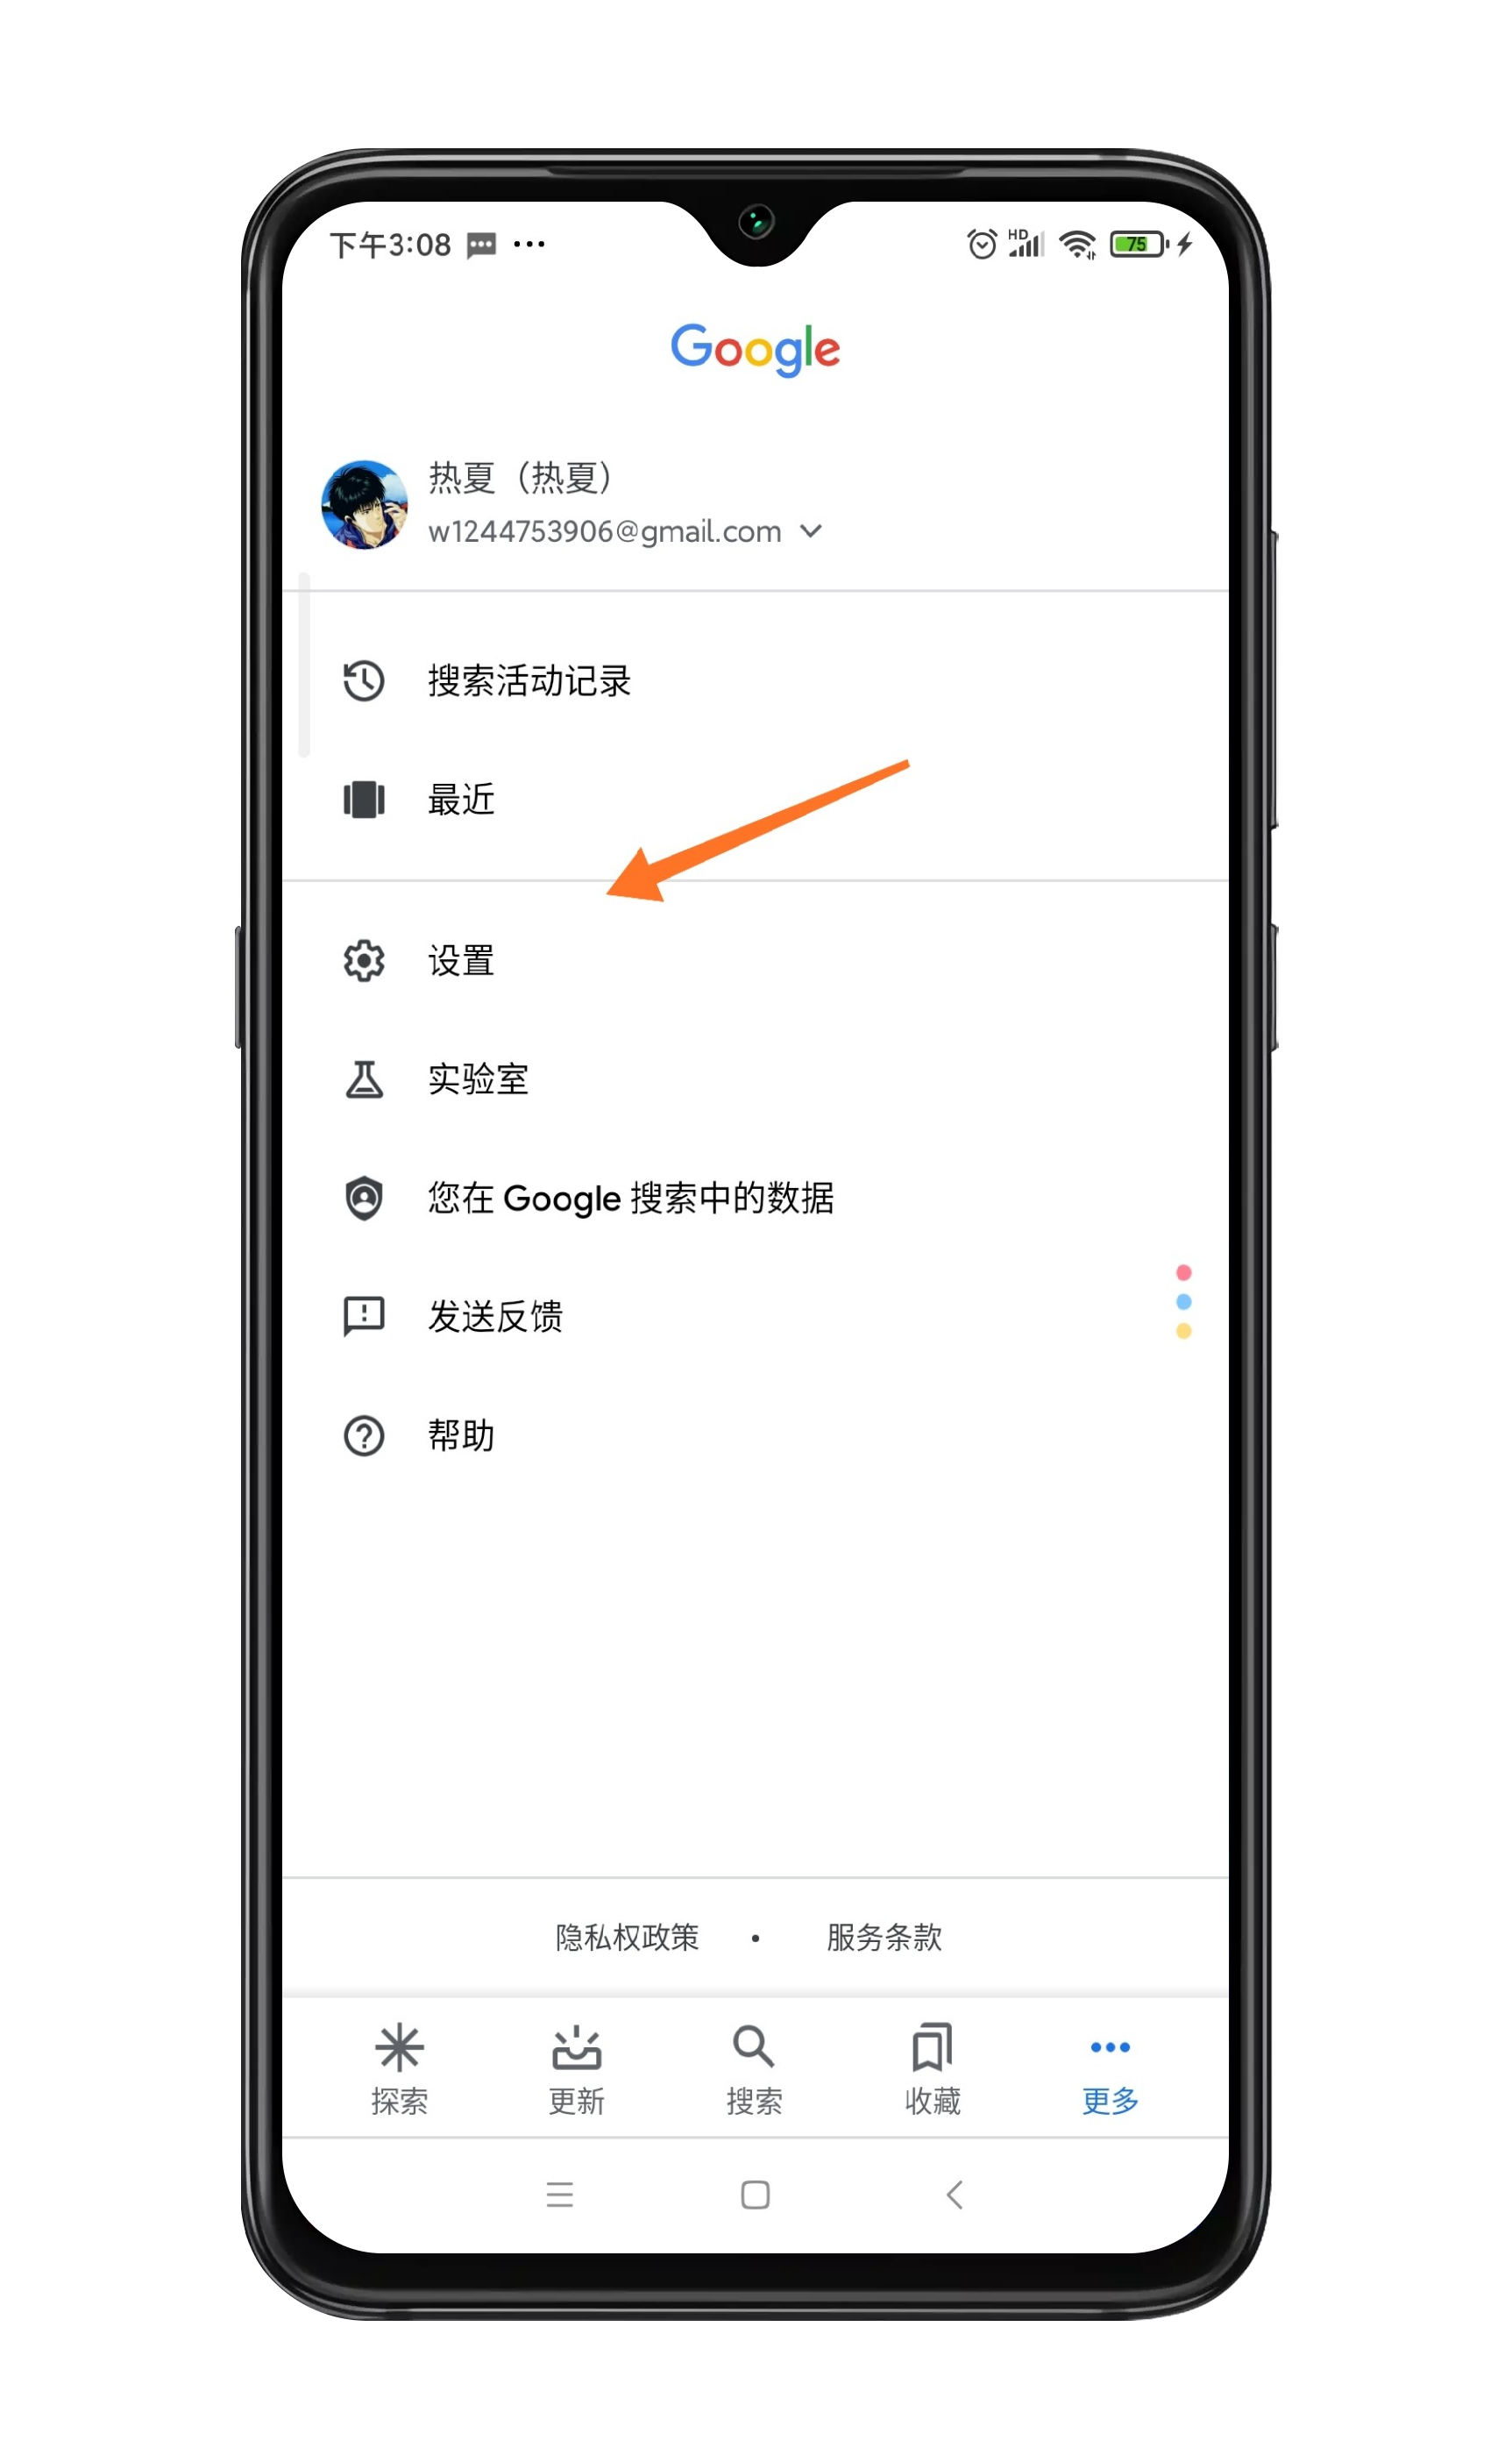 下午3:08
HD
75
Google
热夏（热夏）
w1244753906@gmail.com
搜索活动记录
最近
设置
实验室
您在 Google 搜索中的数据
发送反馈
帮助
隐私权政策 • 服务条款
探索 更新 搜索 收藏 更多